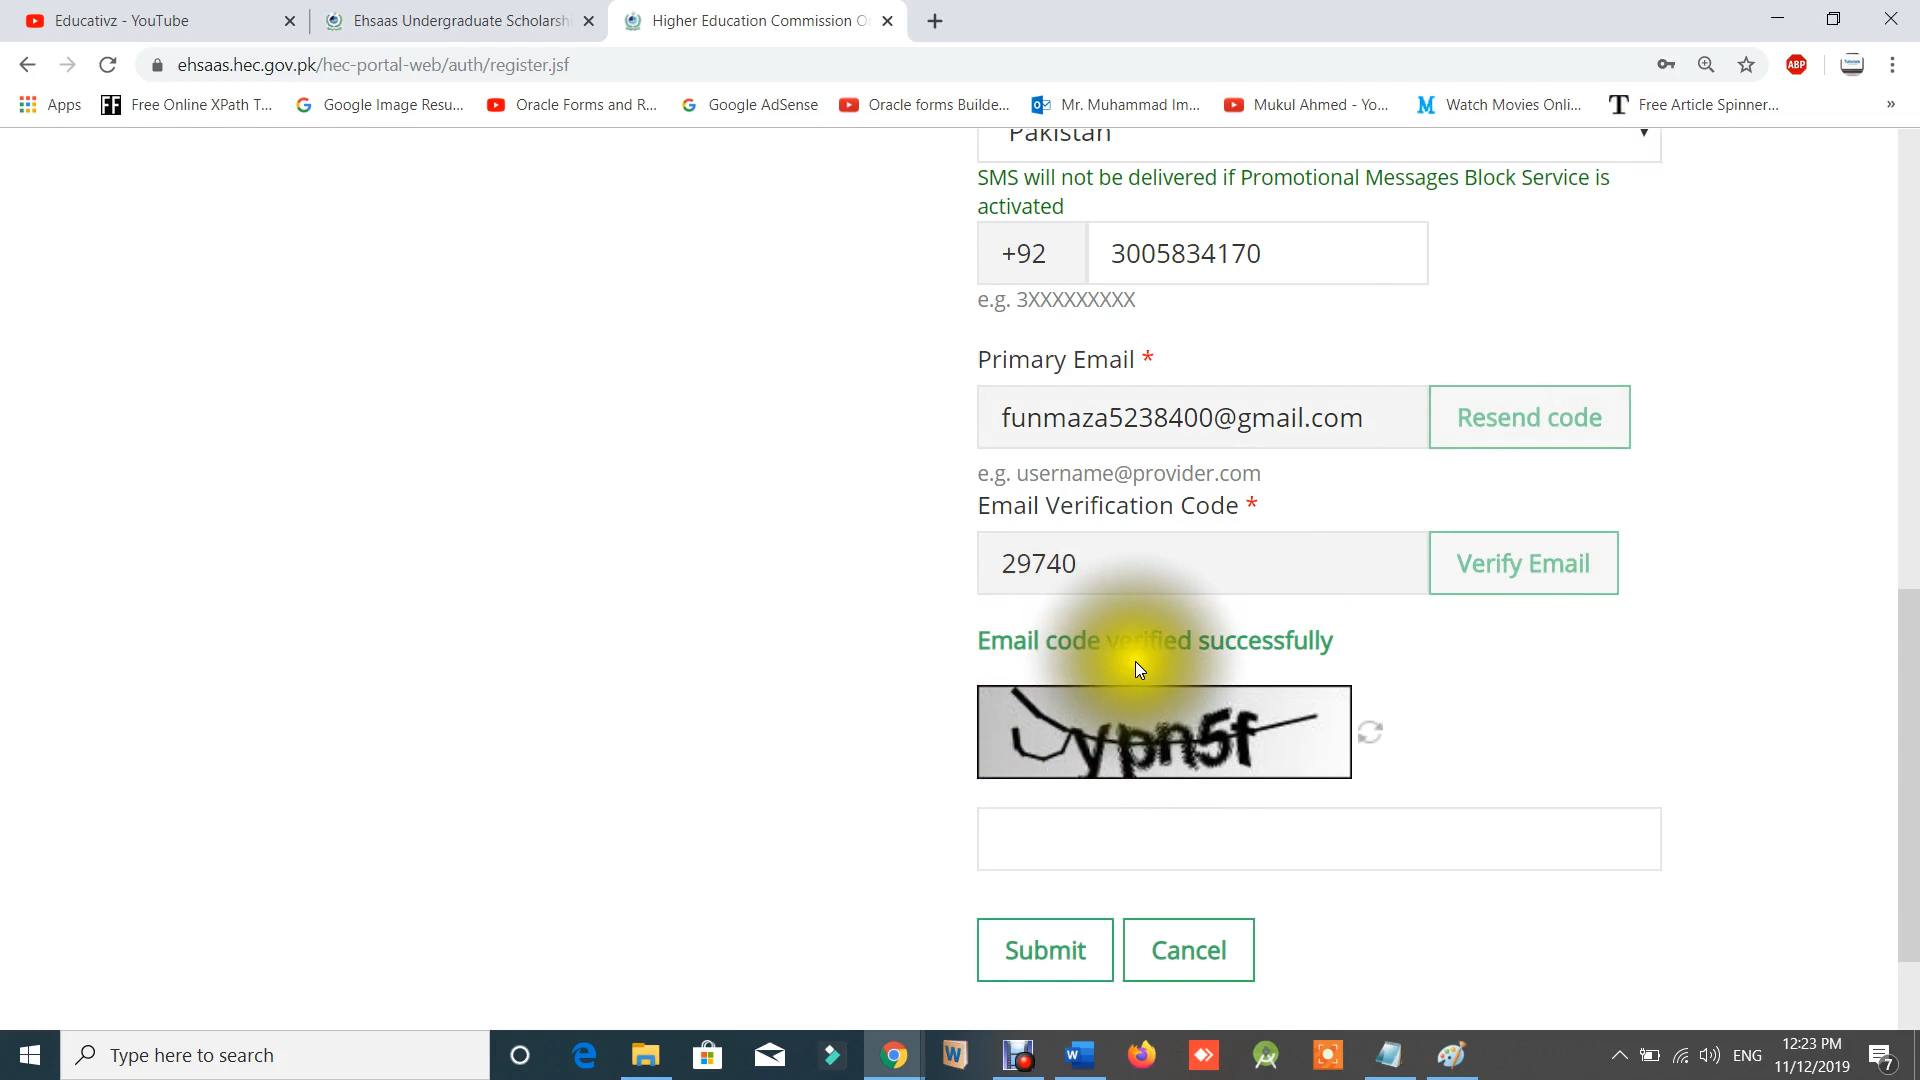 Educativz - YouTube
Ehsaas Undergraduate Scholarsh
Higher Education Commission O
ehsaas.hec.gov.pk/hec-portal-web/auth/register.jsf
ABP
Apps
Free Online XPath T...
Google Image Resu...
Oracle Forms and R...
Google AdSense
Oracle forms Builde...
Mr. Muhammad Im...
Mukul Ahmed - Yo...
Watch Movies Onli...
Free Article Spinner...
»
Pakistan
SMS will not be delivered if Promotional Messages Block Service is
activated
+92 3005834170
e.g. 3XXXXXXXXX
Primary Email *
funmaza5238400@gmail.com Resend code
e.g. username@provider.com
Email Verification Code *
29740 Verify Email
Email code verified successfully
ypn5f
Submit Cancel
Type here to search
ENG
12:23 PM
11/12/2019
7